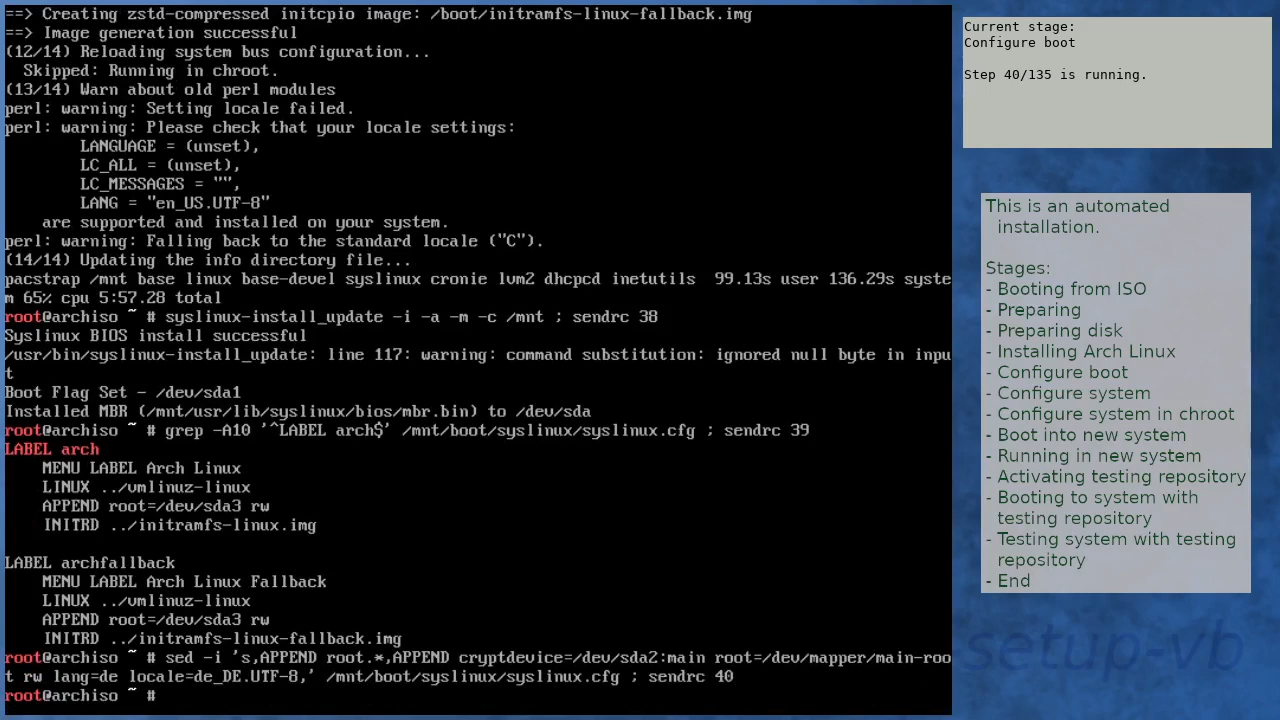 ==> Creating zstd-compressed initcpio image: /boot/initramfs-linux-fallback.img
==> Image generation successful
(12/14) Reloading system bus configuration...
  Skipped: Running in chroot.
(13/14) Warn about old perl modules
perl: warning: Setting locale failed.
perl: warning: Please check that your locale settings:
        LANGUAGE = (unset),
        LC_ALL = (unset),
        LC_MESSAGES = "",
        LANG = "en_US.UTF-8"
    are supported and installed on your system.
perl: warning: Falling back to the standard locale ("C").
(14/14) Updating the info directory file...
pacstrap /mnt base linux base-devel syslinux cronie lvm2 dhcpcd inetutils  99.13s user 136.29s syste
m 65% cpu 5:57.28 total
root@archiso ~ # syslinux-install_update -i -a -m -c /mnt ; sendrc 38
Syslinux BIOS install successful
/usr/bin/syslinux-install_update: line 117: warning: command substitution: ignored null byte in inpu
t
Boot Flag Set - /dev/sda1
Installed MBR (/mnt/usr/lib/syslinux/bios/mbr.bin) to /dev/sda
root@archiso ~ # grep -A10 '^LABEL arch$' /mnt/boot/syslinux/syslinux.cfg ; sendrc 39
LABEL arch
    MENU LABEL Arch Linux
    LINUX ../vmlinuz-linux
    APPEND root=/dev/sda3 rw
    INITRD ../initramfs-linux.img
LABEL archfallback
    MENU LABEL Arch Linux Fallback
    LINUX ../vmlinuz-linux
    APPEND root=/dev/sda3 rw
    INITRD ../initramfs-linux-fallback.img
root@archiso ~ # sed -i 's,APPEND root.*,APPEND cryptdevice=/dev/sda2:main root=/dev/mapper/main-roo
t rw lang=de locale=de_DE.UTF-8,' /mnt/boot/syslinux/syslinux.cfg ; sendrc 40
root@archiso ~ #
Current stage:
Configure boot
Step 40/135 is running.
This is an automated
installation.
Stages:
- Booting from ISO
- Preparing
- Preparing disk
- Installing Arch Linux
- Configure boot
- Configure system
- Configure system in chroot
- Boot into new system
- Running in new system
- Activating testing repository
- Booting to system with
testing repository
- Testing system with testing
repository
- End
setup-vb